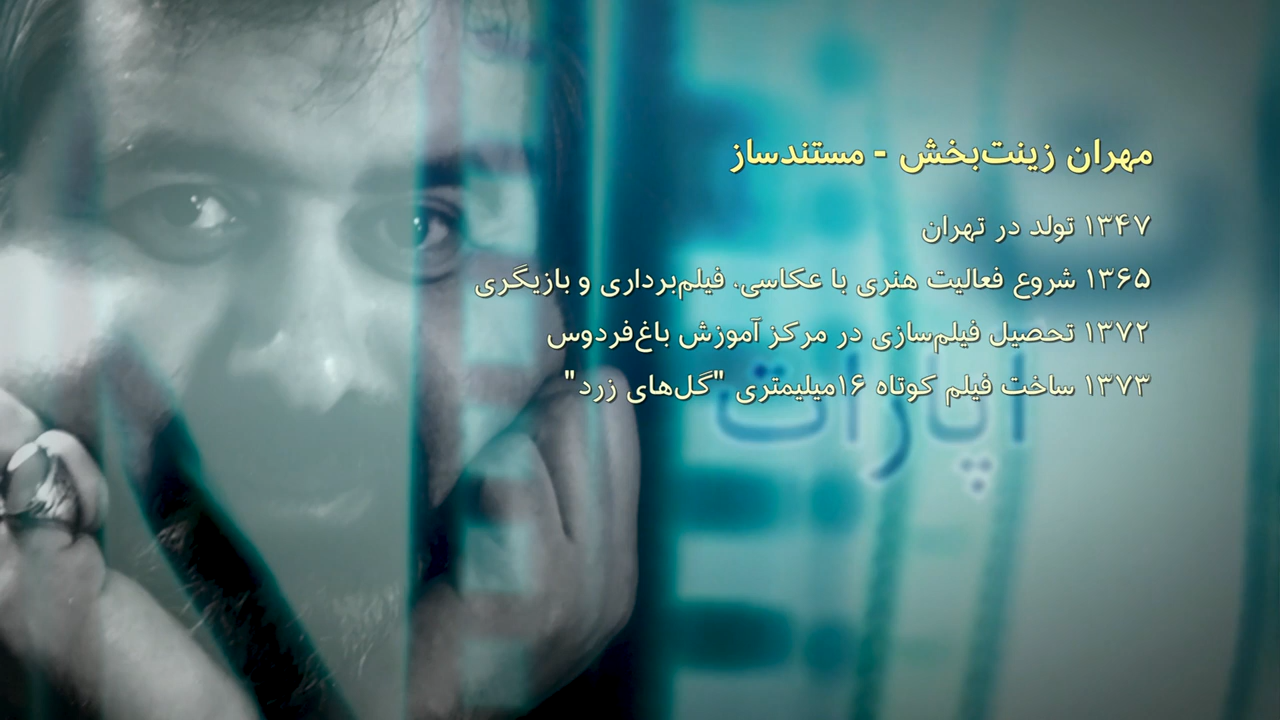 مهران زینت‌بخش - مستندساز
۱۳۴۷ تولد در تهران
۱۳۶۵ شروع فعالیت هنری با عکاسی، فیلم‌برداری و بازیگری
۱۳۷۲ تحصیل فیلم‌سازی در مرکز آموزش باغ‌فردوس
۱۳۷۳ ساخت فیلم کوتاه ۱۶میلیمتری "گل‌های زرد"
آپارات